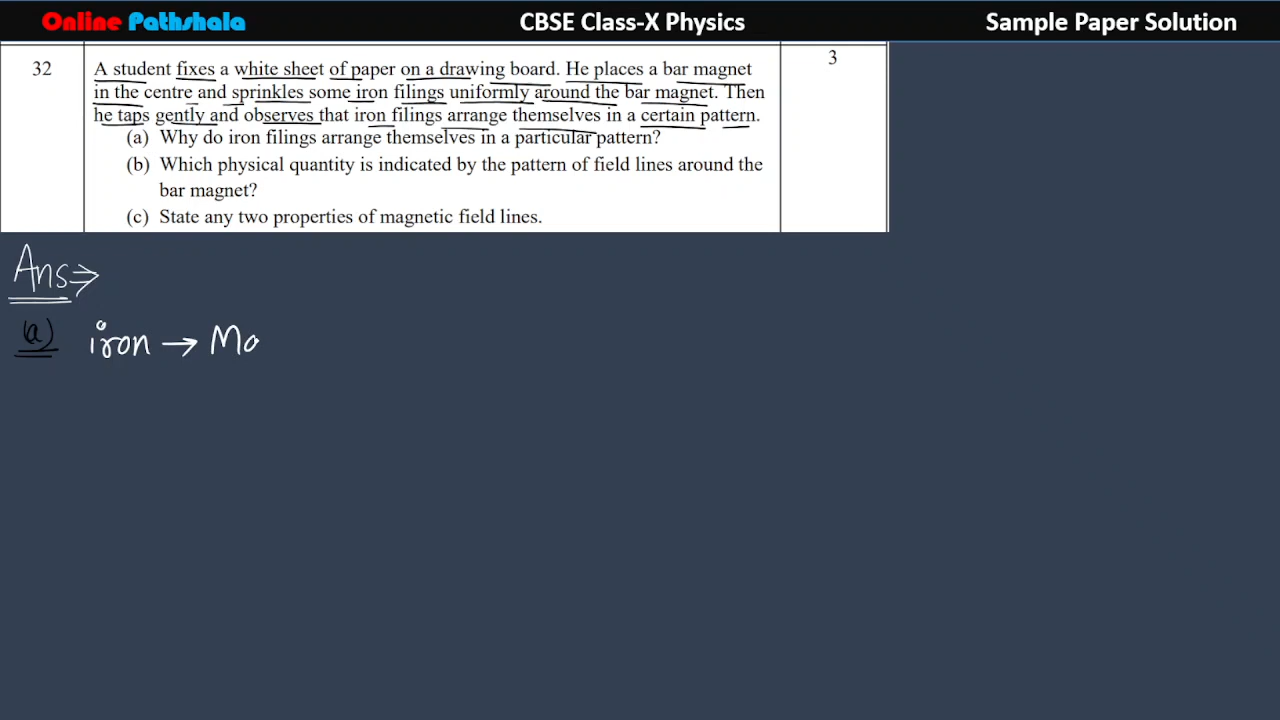 Online Pathshala CBSE Class-X Physics Sample Paper Solution
32 A student fixes a white sheet of paper on a drawing board. He places a bar magnet 3
in the centre and sprinkles some iron filings uniformly around the bar magnet. Then
he taps gently and observes that iron filings arrange themselves in a certain pattern.
(a) Why do iron filings arrange themselves in a particular pattern?
(b) Which physical quantity is indicated by the pattern of field lines around the
bar magnet?
(c) State any two properties of magnetic field lines.
Ans ⇒
(a) iron → Ma